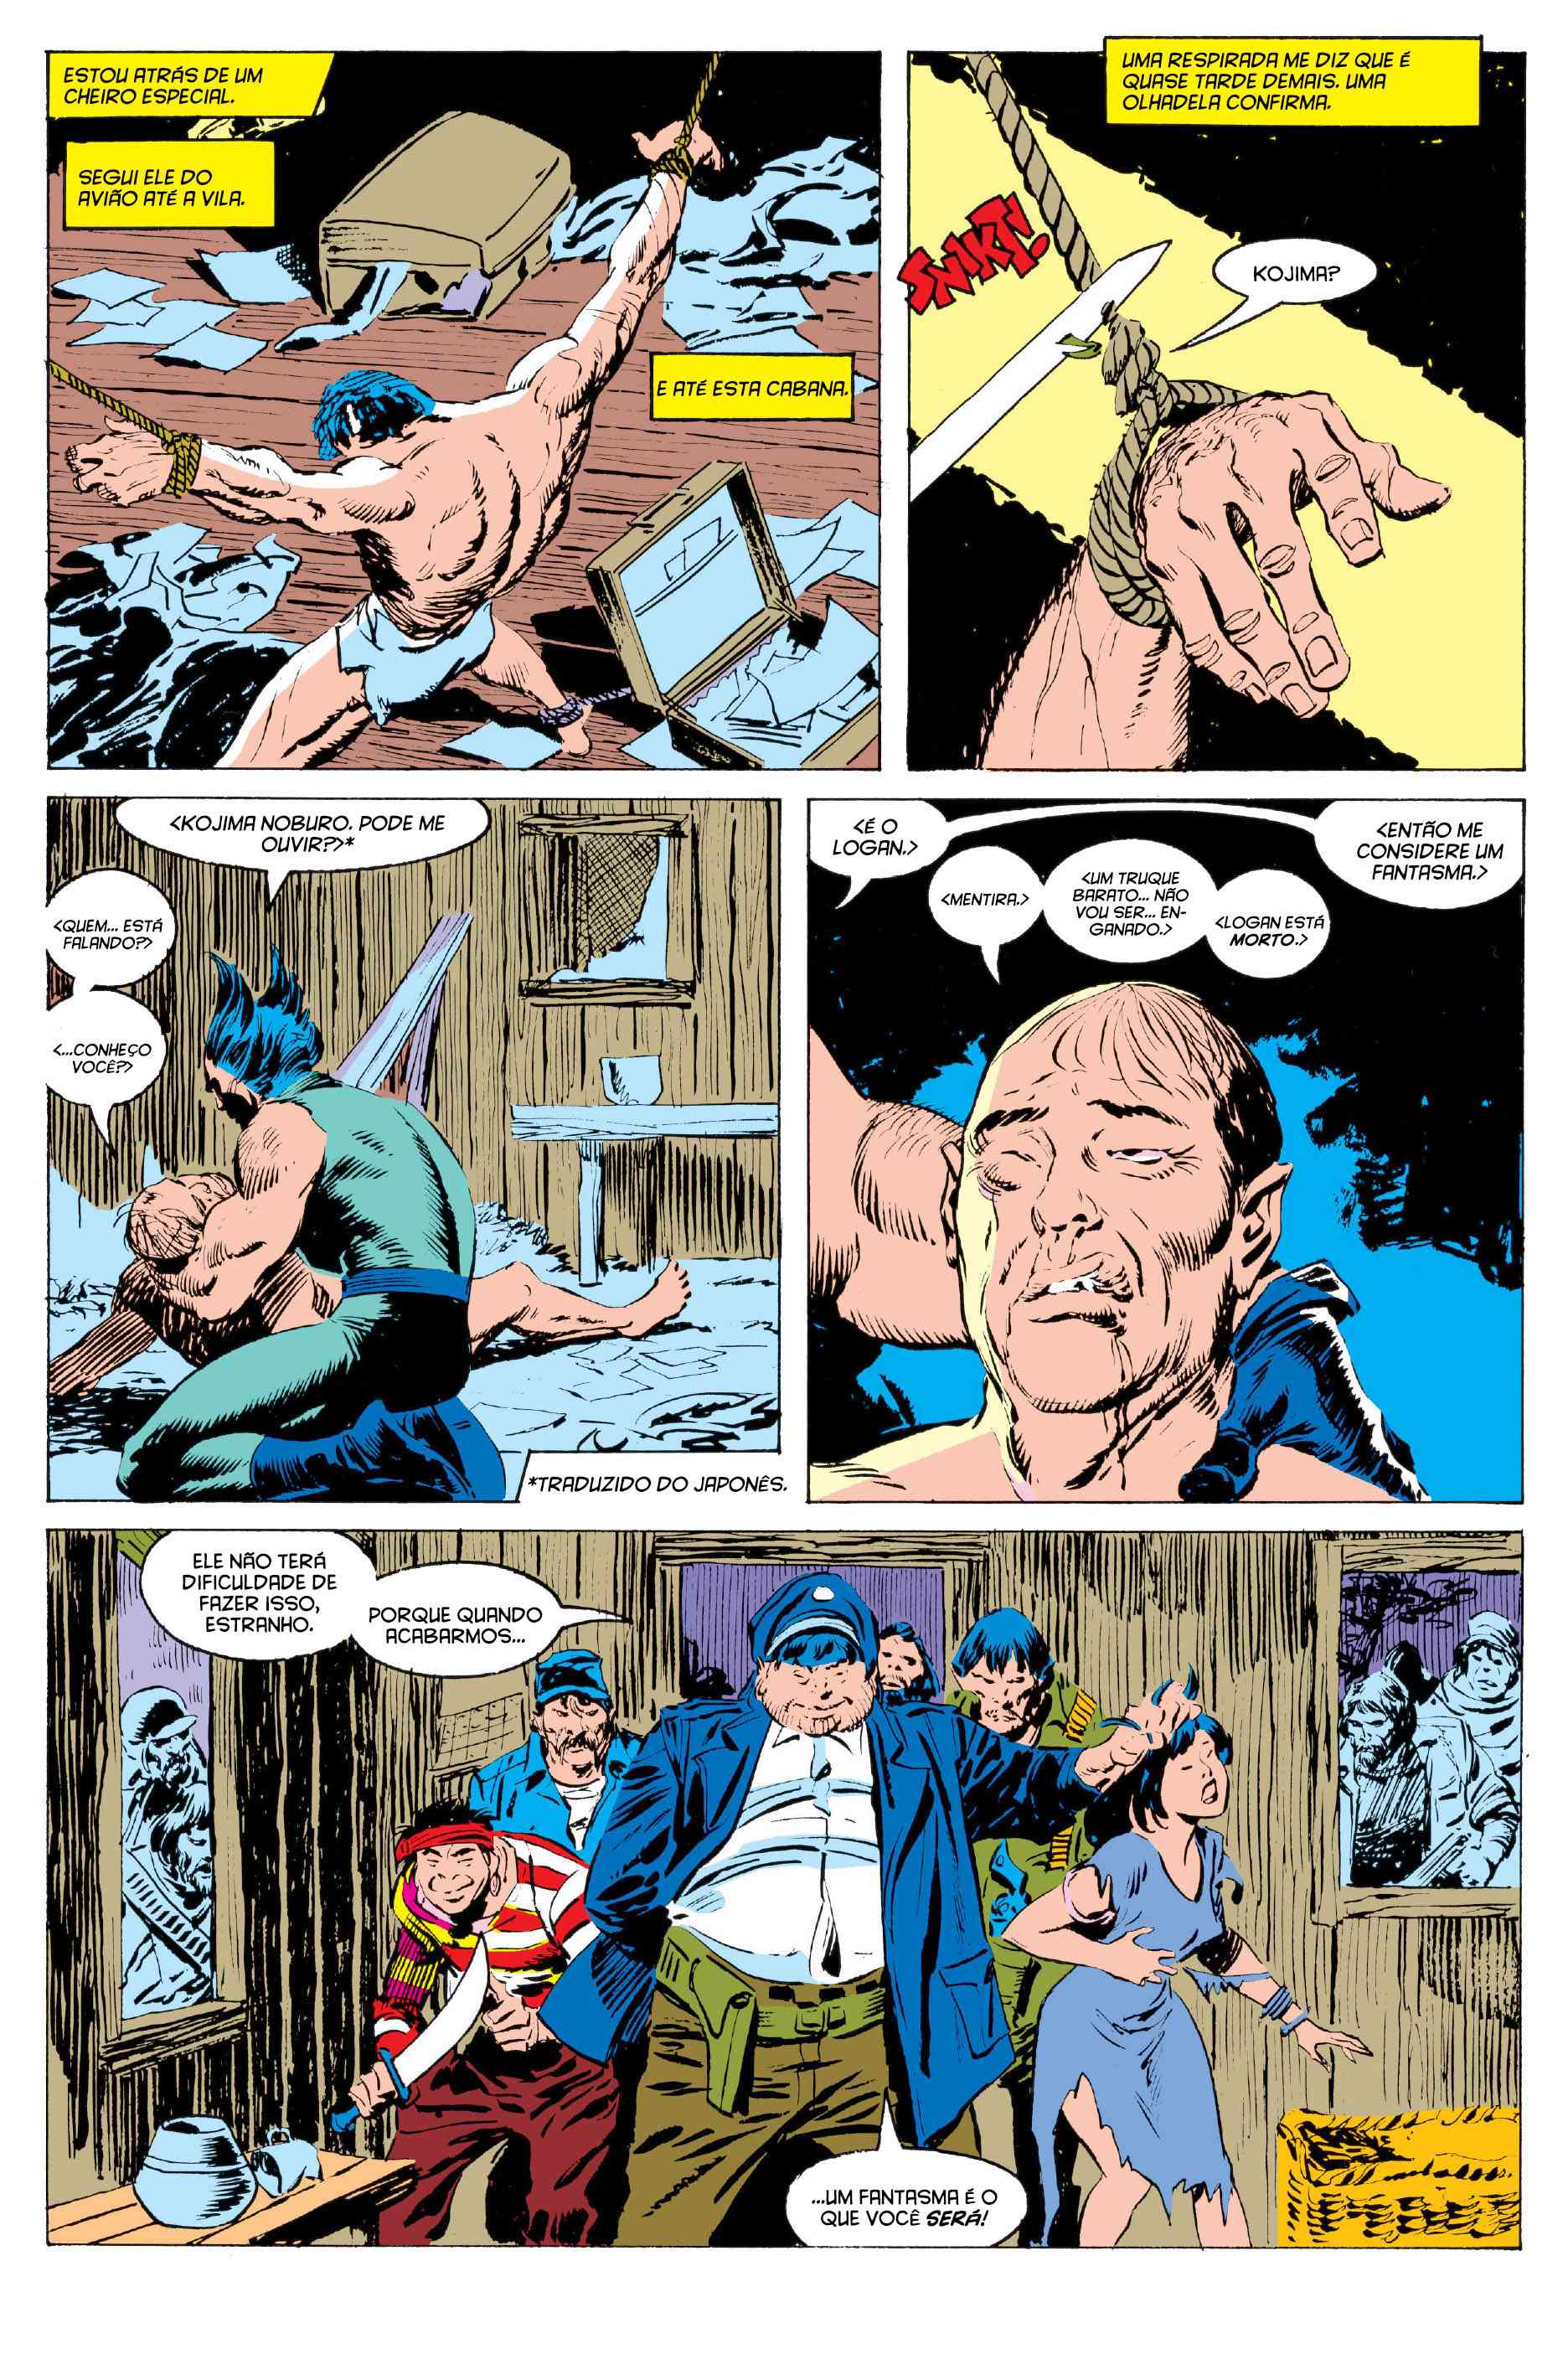 ESTOU ATRÁS DE UM
CHEIRO ESPECIAL.
SEGUI ELE DO
AVIÃO ATÉ A VILA.
E ATÉ ESTA CABANA.
UMA RESPIRADA ME DIZ QUE É
QUASE TARDE DEMAIS. UMA
OLHADELA CONFIRMA.
SNIKT!
KOJIMA?
<KOJIMA NOBURO. PODE ME
OUVIR?>*
<QUEM... ESTÁ
FALANDO?>
<...CONHEÇO
VOCÊ?>
*TRADUZIDO DO JAPONÊS.
<É O
LOGAN.>
<MENTIRA.>
<UM TRUQUE
BARATO... NÃO
VOU SER... EN-
GANADO.>
<LOGAN ESTÁ
MORTO.>
<ENTÃO ME
CONSIDERE UM
FANTASMA.>
ELE NÃO TERÁ
DIFICULDADE DE
FAZER ISSO,
ESTRANHO.
PORQUE QUANDO
ACABARMOS...
...UM FANTASMA É O
QUE VOCÊ SERÁ!